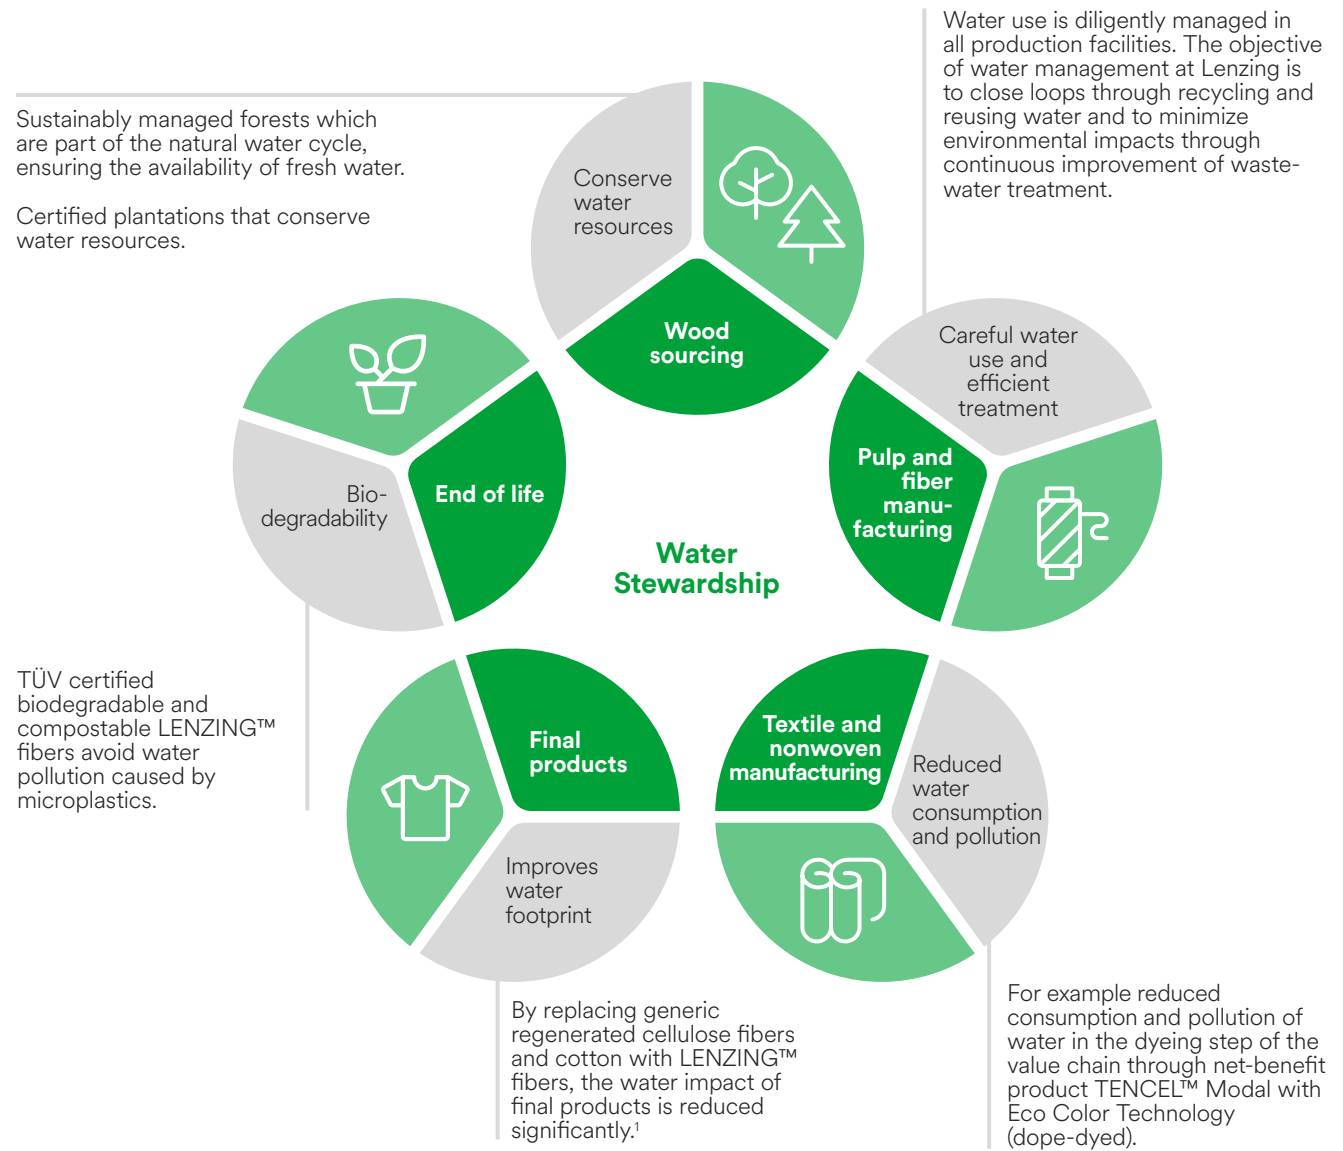 Water use is diligently managed in
all production facilities. The objective
of water management at Lenzing is
to close loops through recycling and
reusing water and to minimize
environmental impacts through
continuous improvement of waste-
water treatment.
Sustainably managed forests which
are part of the natural water cycle,
ensuring the availability of fresh water.
Certified plantations that conserve
water resources.
Conserve
water
resources
Wood
sourcing
Careful water
use and
efficient
treatment
Pulp and
fiber
manu-
facturing
Bio-
degradability
End of life
Water
Stewardship
TÜV certified
biodegradable and
compostable LENZING™
fibers avoid water
pollution caused by
microplastics.
Final
products
Improves
water
footprint
Textile and
nonwoven
manufacturing
Reduced
water
consumption
and pollution
By replacing generic
regenerated cellulose fibers
and cotton with LENZING™
fibers, the water impact of
final products is reduced
significantly.¹
For example reduced
consumption and pollution of
water in the dyeing step of the
value chain through net-benefit
product TENCEL™ Modal with
Eco Color Technology
(dope-dyed).